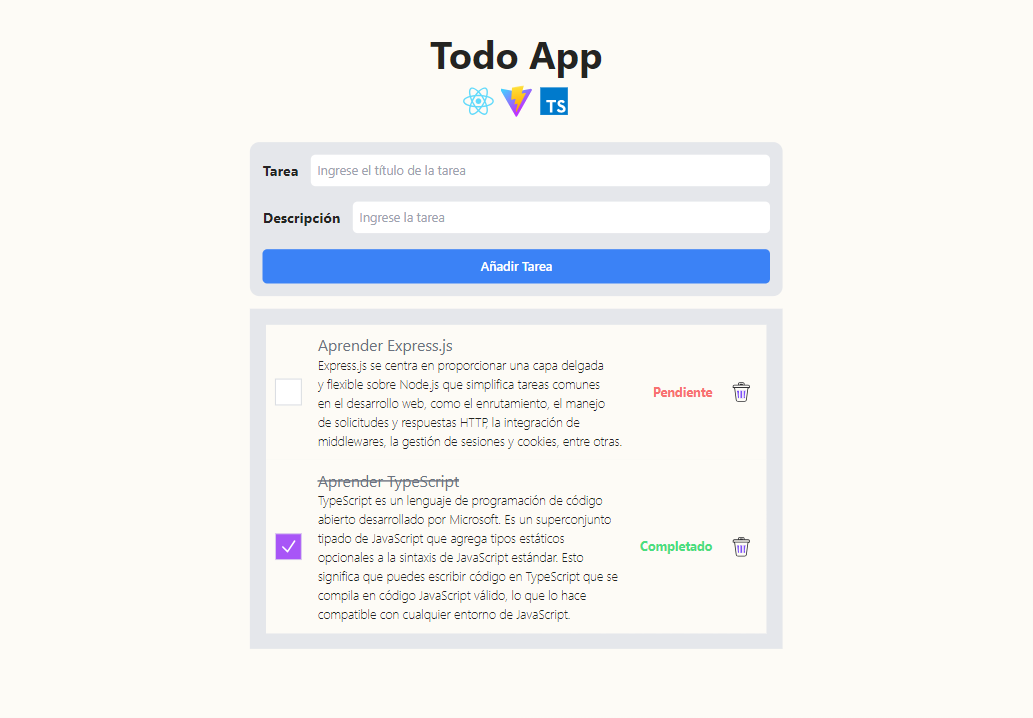 Todo App
TS
Tarea
Ingrese el título de la tarea
Descripción
Ingrese la tarea
Añadir Tarea
Aprender Express.js
Express.js se centra en proporcionar una capa delgada
y flexible sobre Node.js que simplifica tareas comunes
en el desarrollo web, como el enrutamiento, el manejo
de solicitudes y respuestas HTTP, la integración de
middlewares, la gestión de sesiones y cookies, entre otras.
Pendiente
Aprender TypeScript
TypeScript es un lenguaje de programación de código
abierto desarrollado por Microsoft. Es un superconjunto
tipado de JavaScript que agrega tipos estáticos
opcionales a la sintaxis de JavaScript estándar. Esto
significa que puedes escribir código en TypeScript que se
compila en código JavaScript válido, lo que lo hace
compatible con cualquier entorno de JavaScript.
Completado